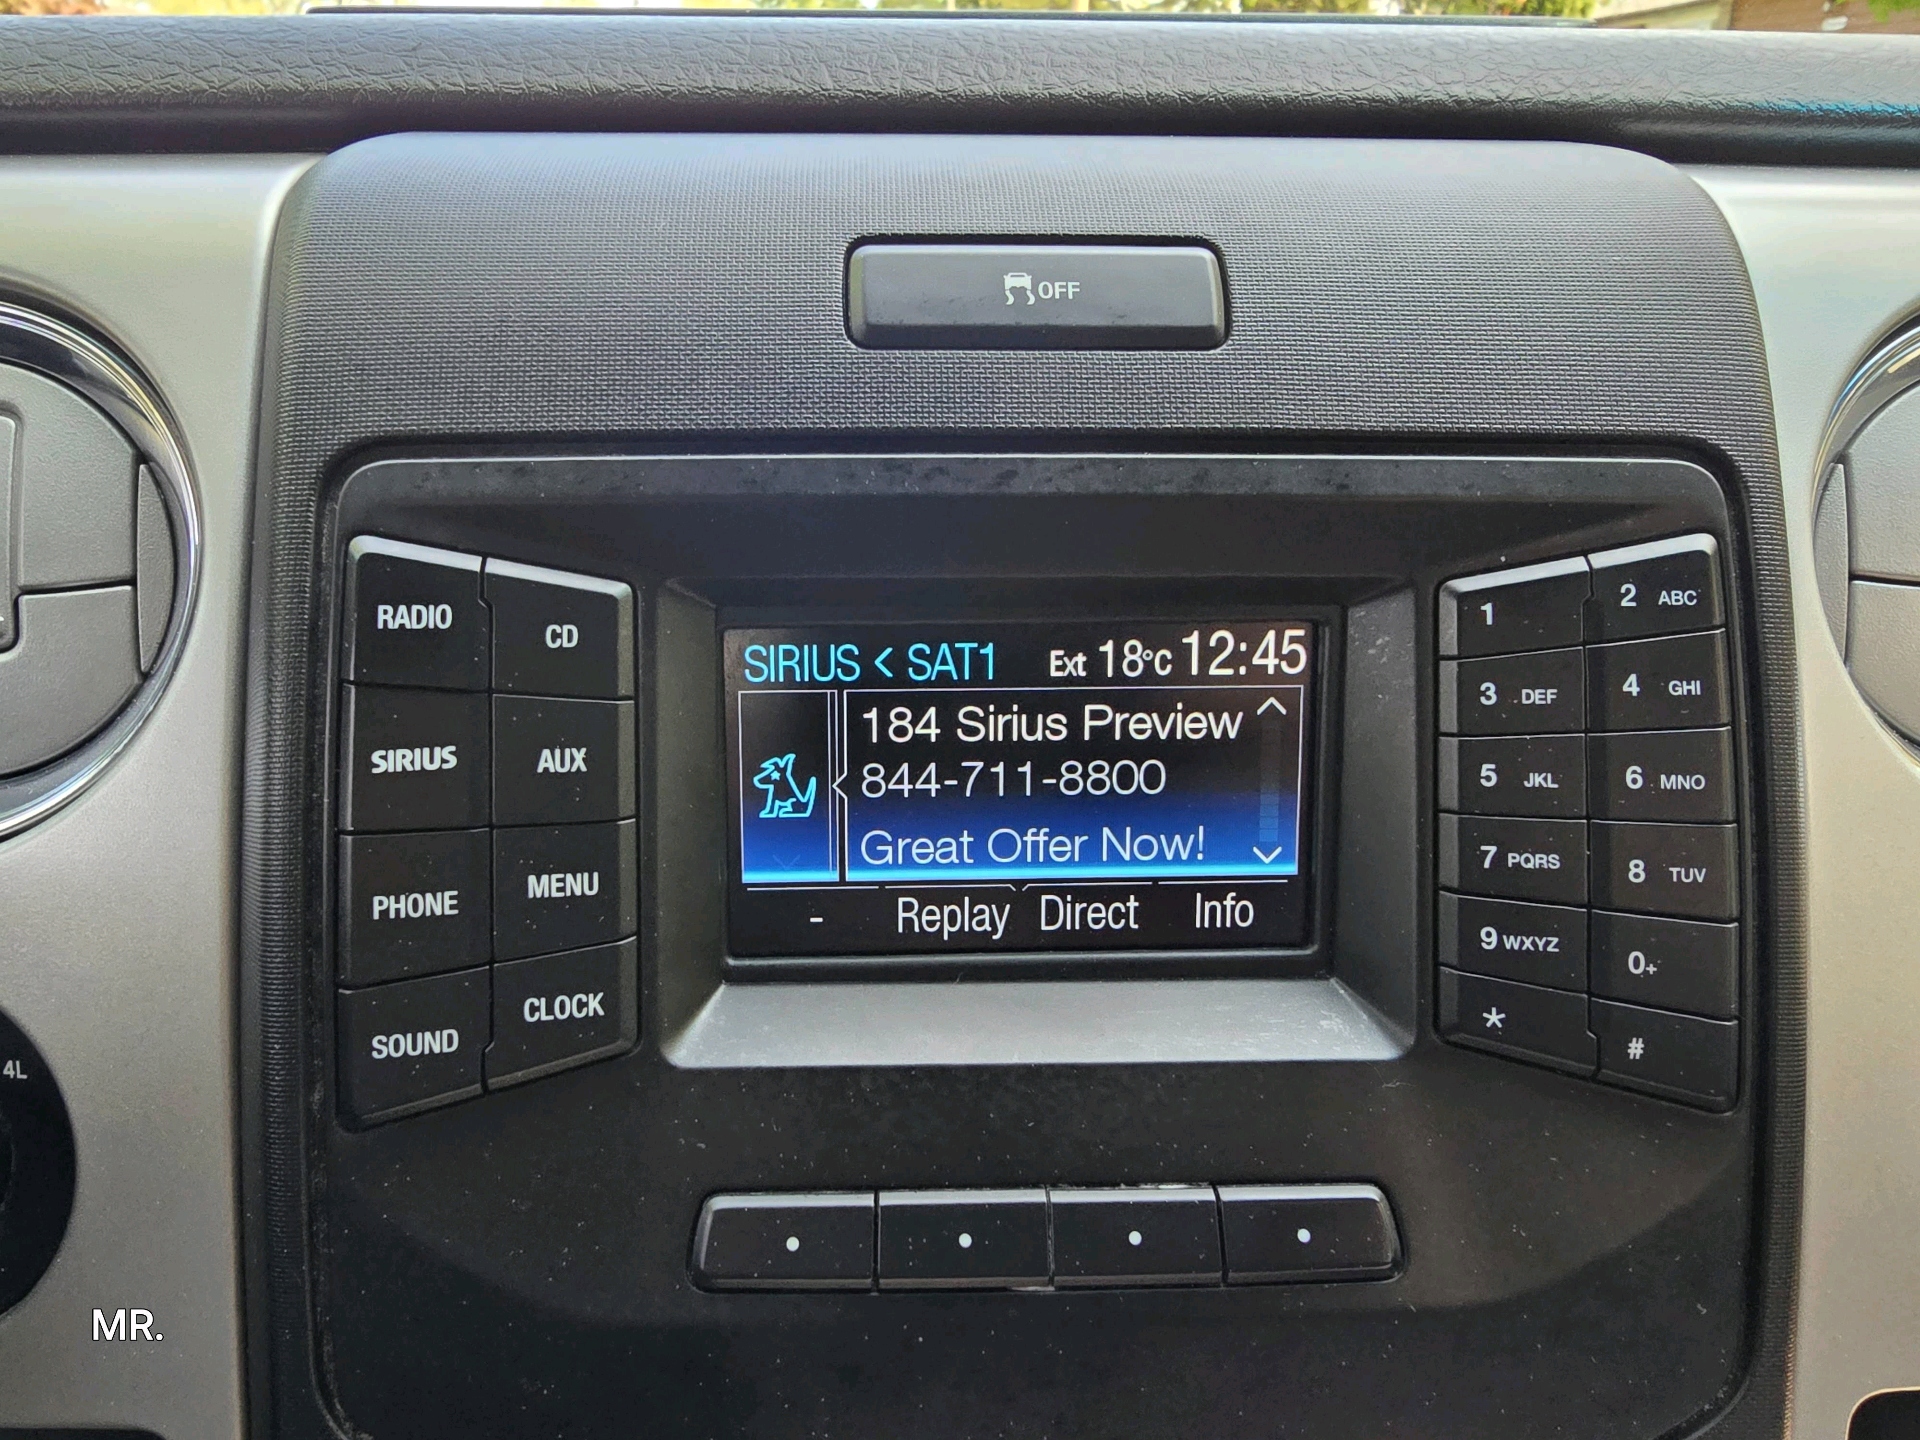 OFF
RADIO
CD
SIRIUS
AUX
PHONE
MENU
SOUND
CLOCK
SIRIUS < SAT1 Ext 18°C 12:45
184 Sirius Preview
844-711-8800
Great Offer Now!
- Replay Direct Info
1
2 ABC
3 DEF
4 GHI
5 JKL
6 MNO
7 PQRS
8 TUV
9 WXYZ
0+
*
#
4L
MR.